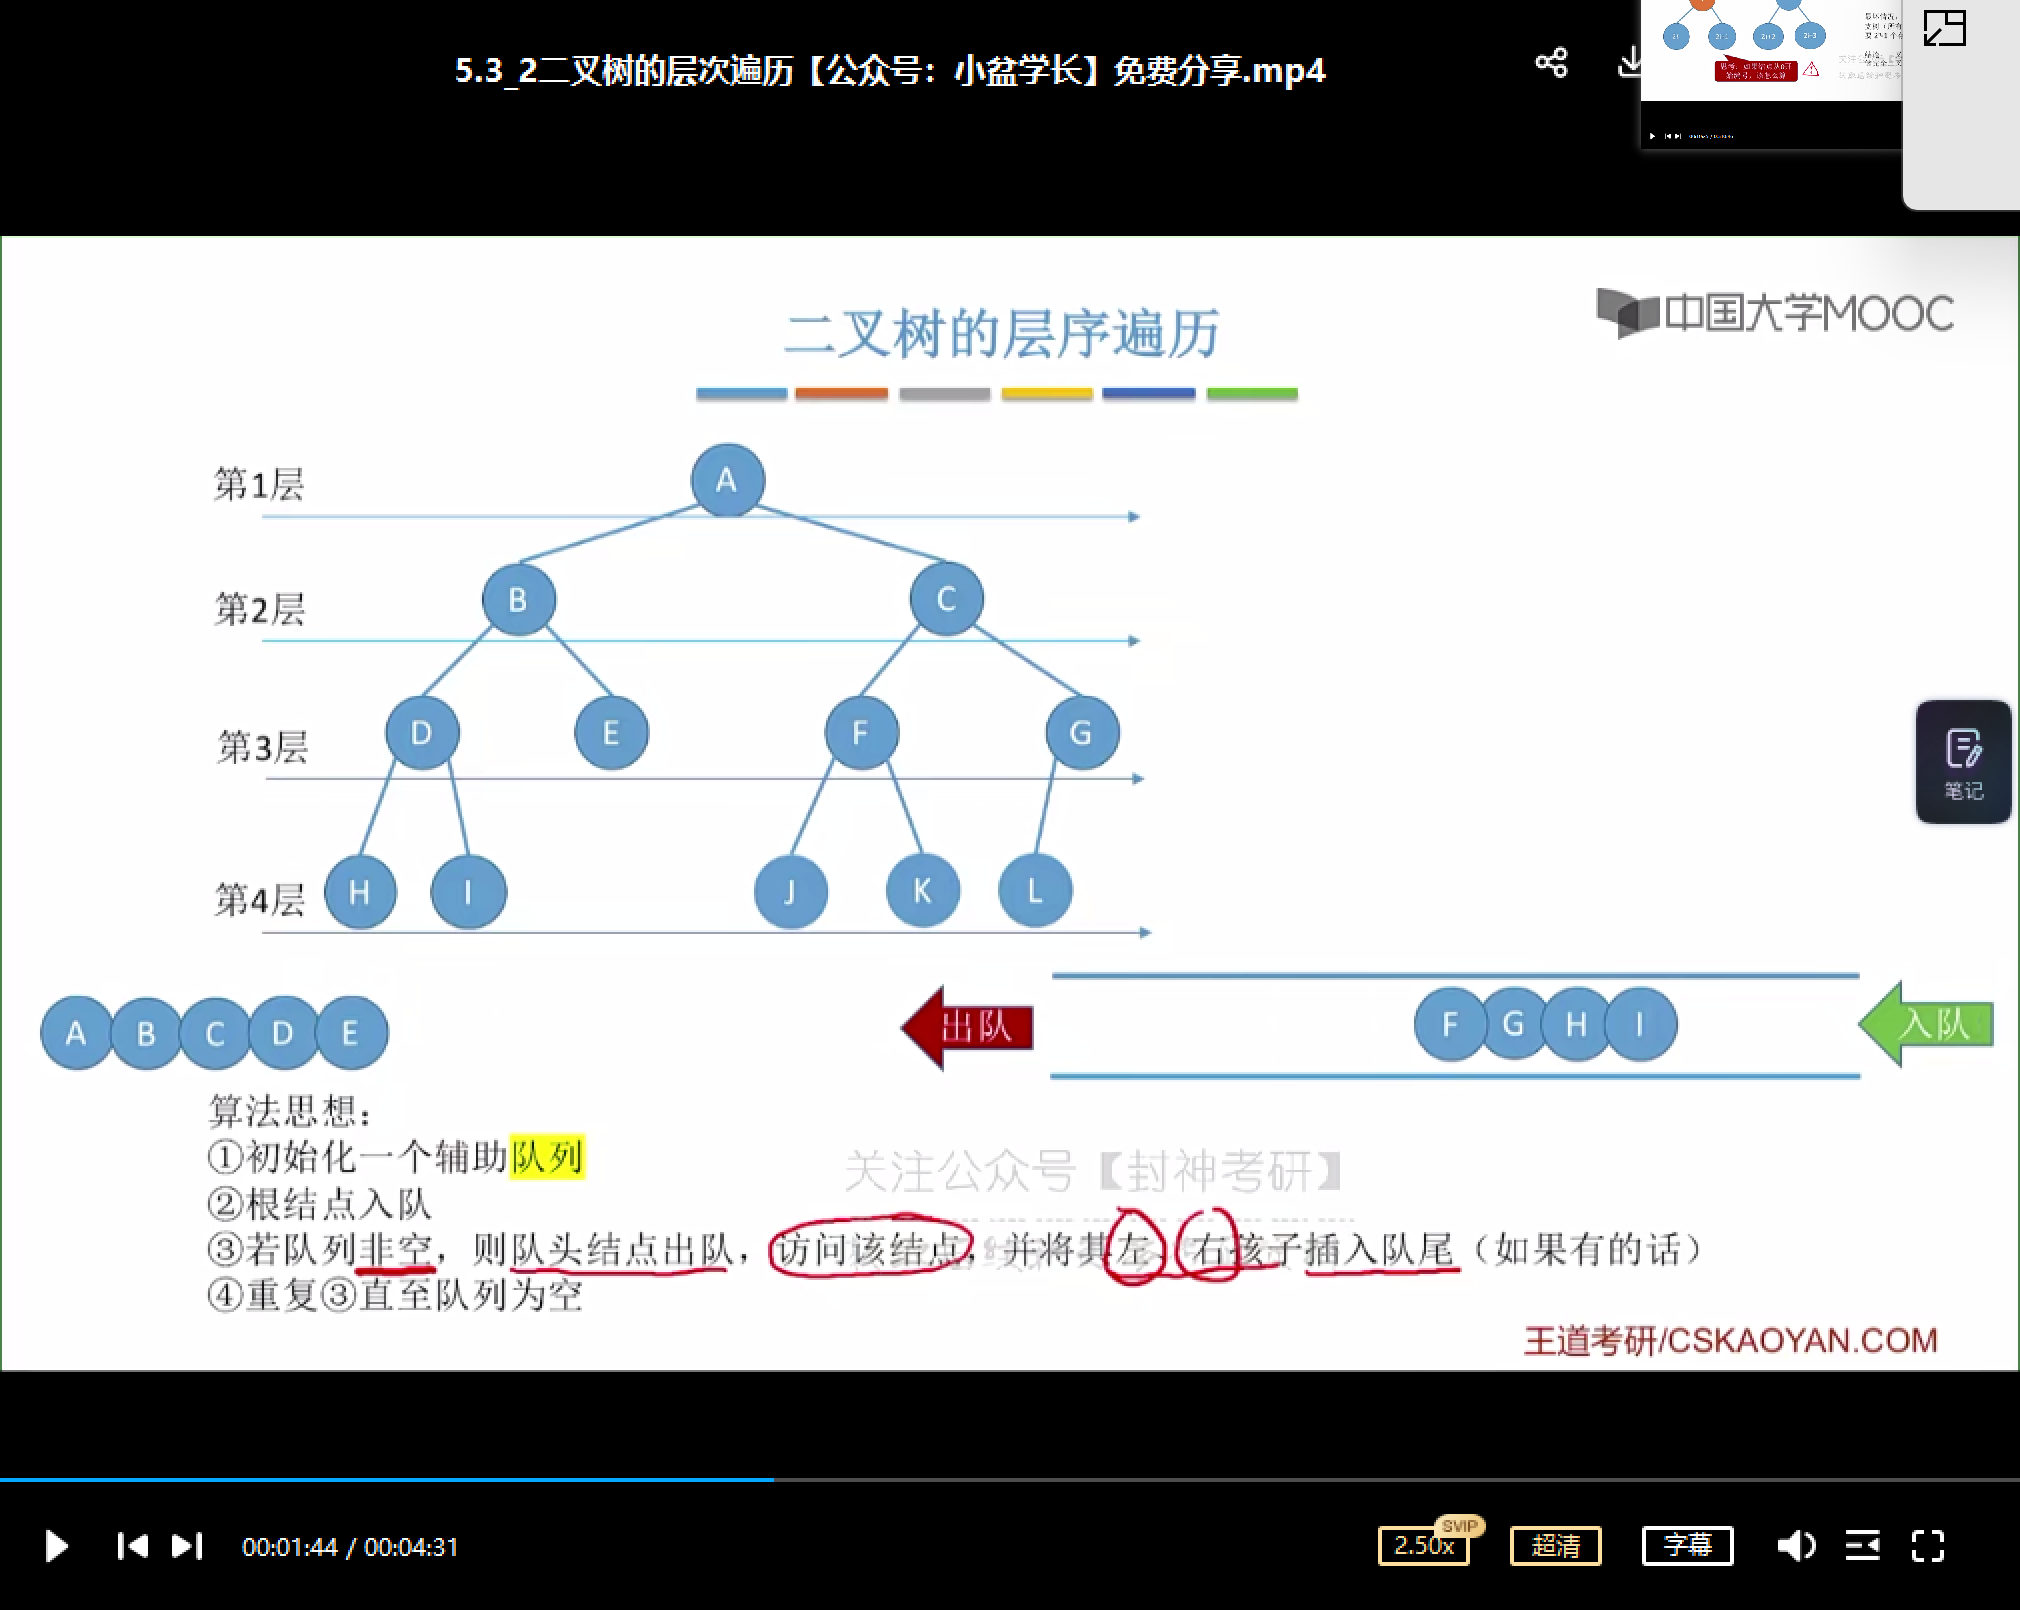 5.3_2二叉树的层次遍历【公众号：小盆学长】免费分享.mp4
中国大学MOOC
二叉树的层序遍历
第1层
A
第2层
B C
第3层
D E F G
笔记
第4层
H I J K L
A B C D E
出队
F G H I
入队
算法思想：
①初始化一个辅助队列
关注公众号【封神考研】
②根结点入队
③若队列非空，则队头结点出队，访问该结点，并将其左、右孩子插入队尾（如果有的话）
④重复③直至队列为空
王道考研/CSKAOYAN.COM
00:01:44 / 00:04:31
SVIP
2.50x
超清
字幕